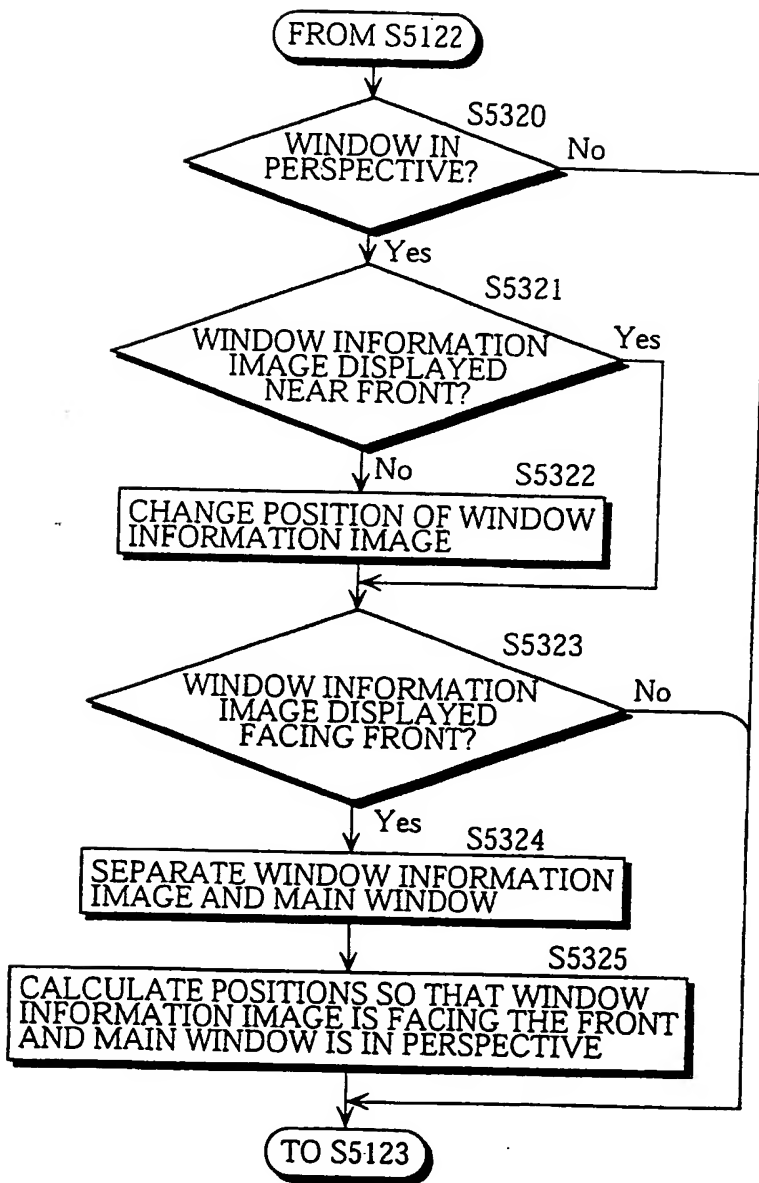 FROM S5122
S5320
WINDOW IN
PERSPECTIVE?
No
Yes
S5321
WINDOW INFORMATION
IMAGE DISPLAYED
NEAR FRONT?
Yes
No
S5322
CHANGE POSITION OF WINDOW
INFORMATION IMAGE
S5323
WINDOW INFORMATION
IMAGE DISPLAYED
FACING FRONT?
No
Yes
S5324
SEPARATE WINDOW INFORMATION
IMAGE AND MAIN WINDOW
S5325
CALCULATE POSITIONS SO THAT WINDOW
INFORMATION IMAGE IS FACING THE FRONT
AND MAIN WINDOW IS IN PERSPECTIVE
TO S5123